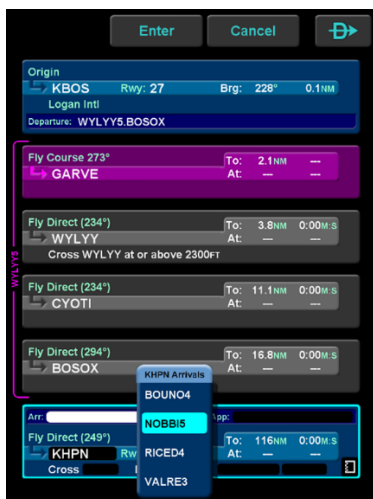 Enter Cancel D
Origin
KBOS Rwy: 27 Brg: 228° 0.1NM
Logan Intl
Departure: WYLYY5.BOSOX
WYLYY5
Fly Course 273° To: 2.1NM ---
GARVE At: --- ---
Fly Direct (234°) To: 3.8NM 0:00M:S
WYLYY At: --- ---
Cross WYLYY at or above 2300FT
Fly Direct (234°) To: 11.1NM 0:00M:S
CYOTI At: --- ---
Fly Direct (294°) To: 16.8NM 0:00M:S
BOSOX At: --- ---
KHPN Arrivals
BOUNO4
NOBBI5
RICED4
VALRE3
Arr: App:
Fly Direct (249°) To: 116NM 0:00M:S
KHPN Rw At: --- ---
Cross